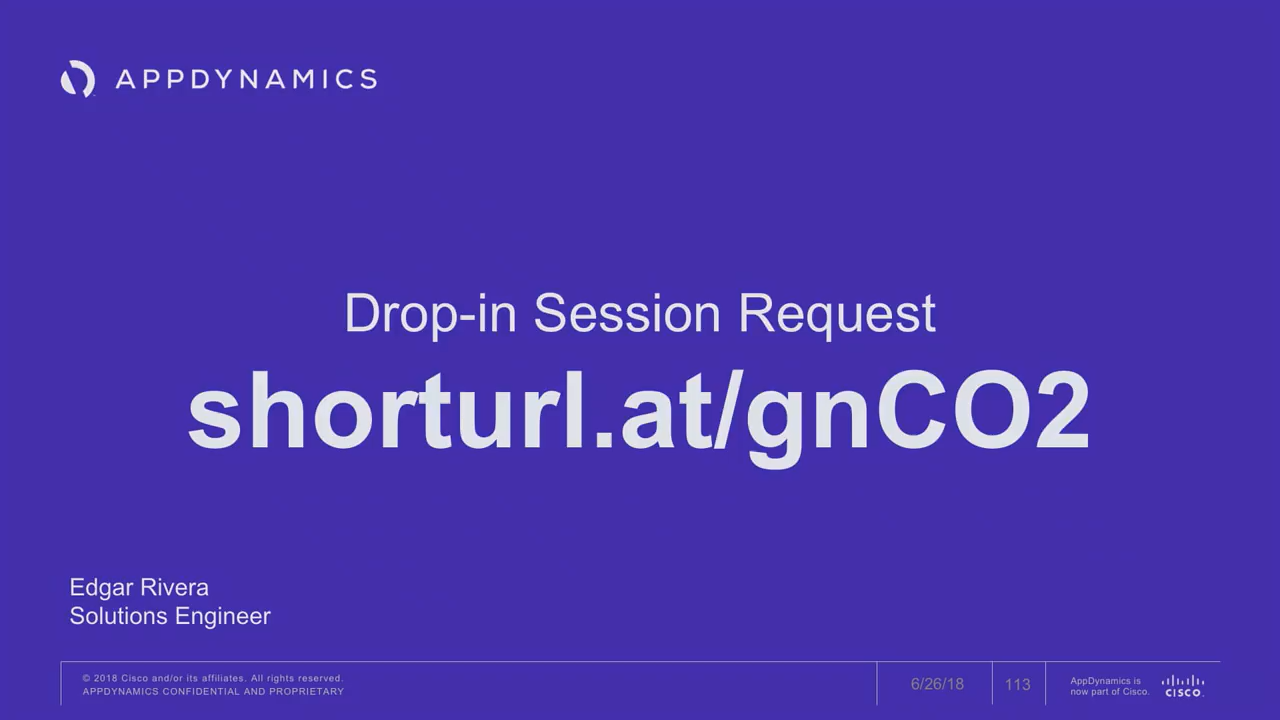 APPDYNAMICS
Drop-in Session Request
shorturl.at/gnCO2
Edgar Rivera
Solutions Engineer
© 2018 Cisco and/or its affiliates. All rights reserved.
APPDYNAMICS CONFIDENTIAL AND PROPRIETARY
6/26/18
113
AppDynamics is
now part of Cisco.
CISCO